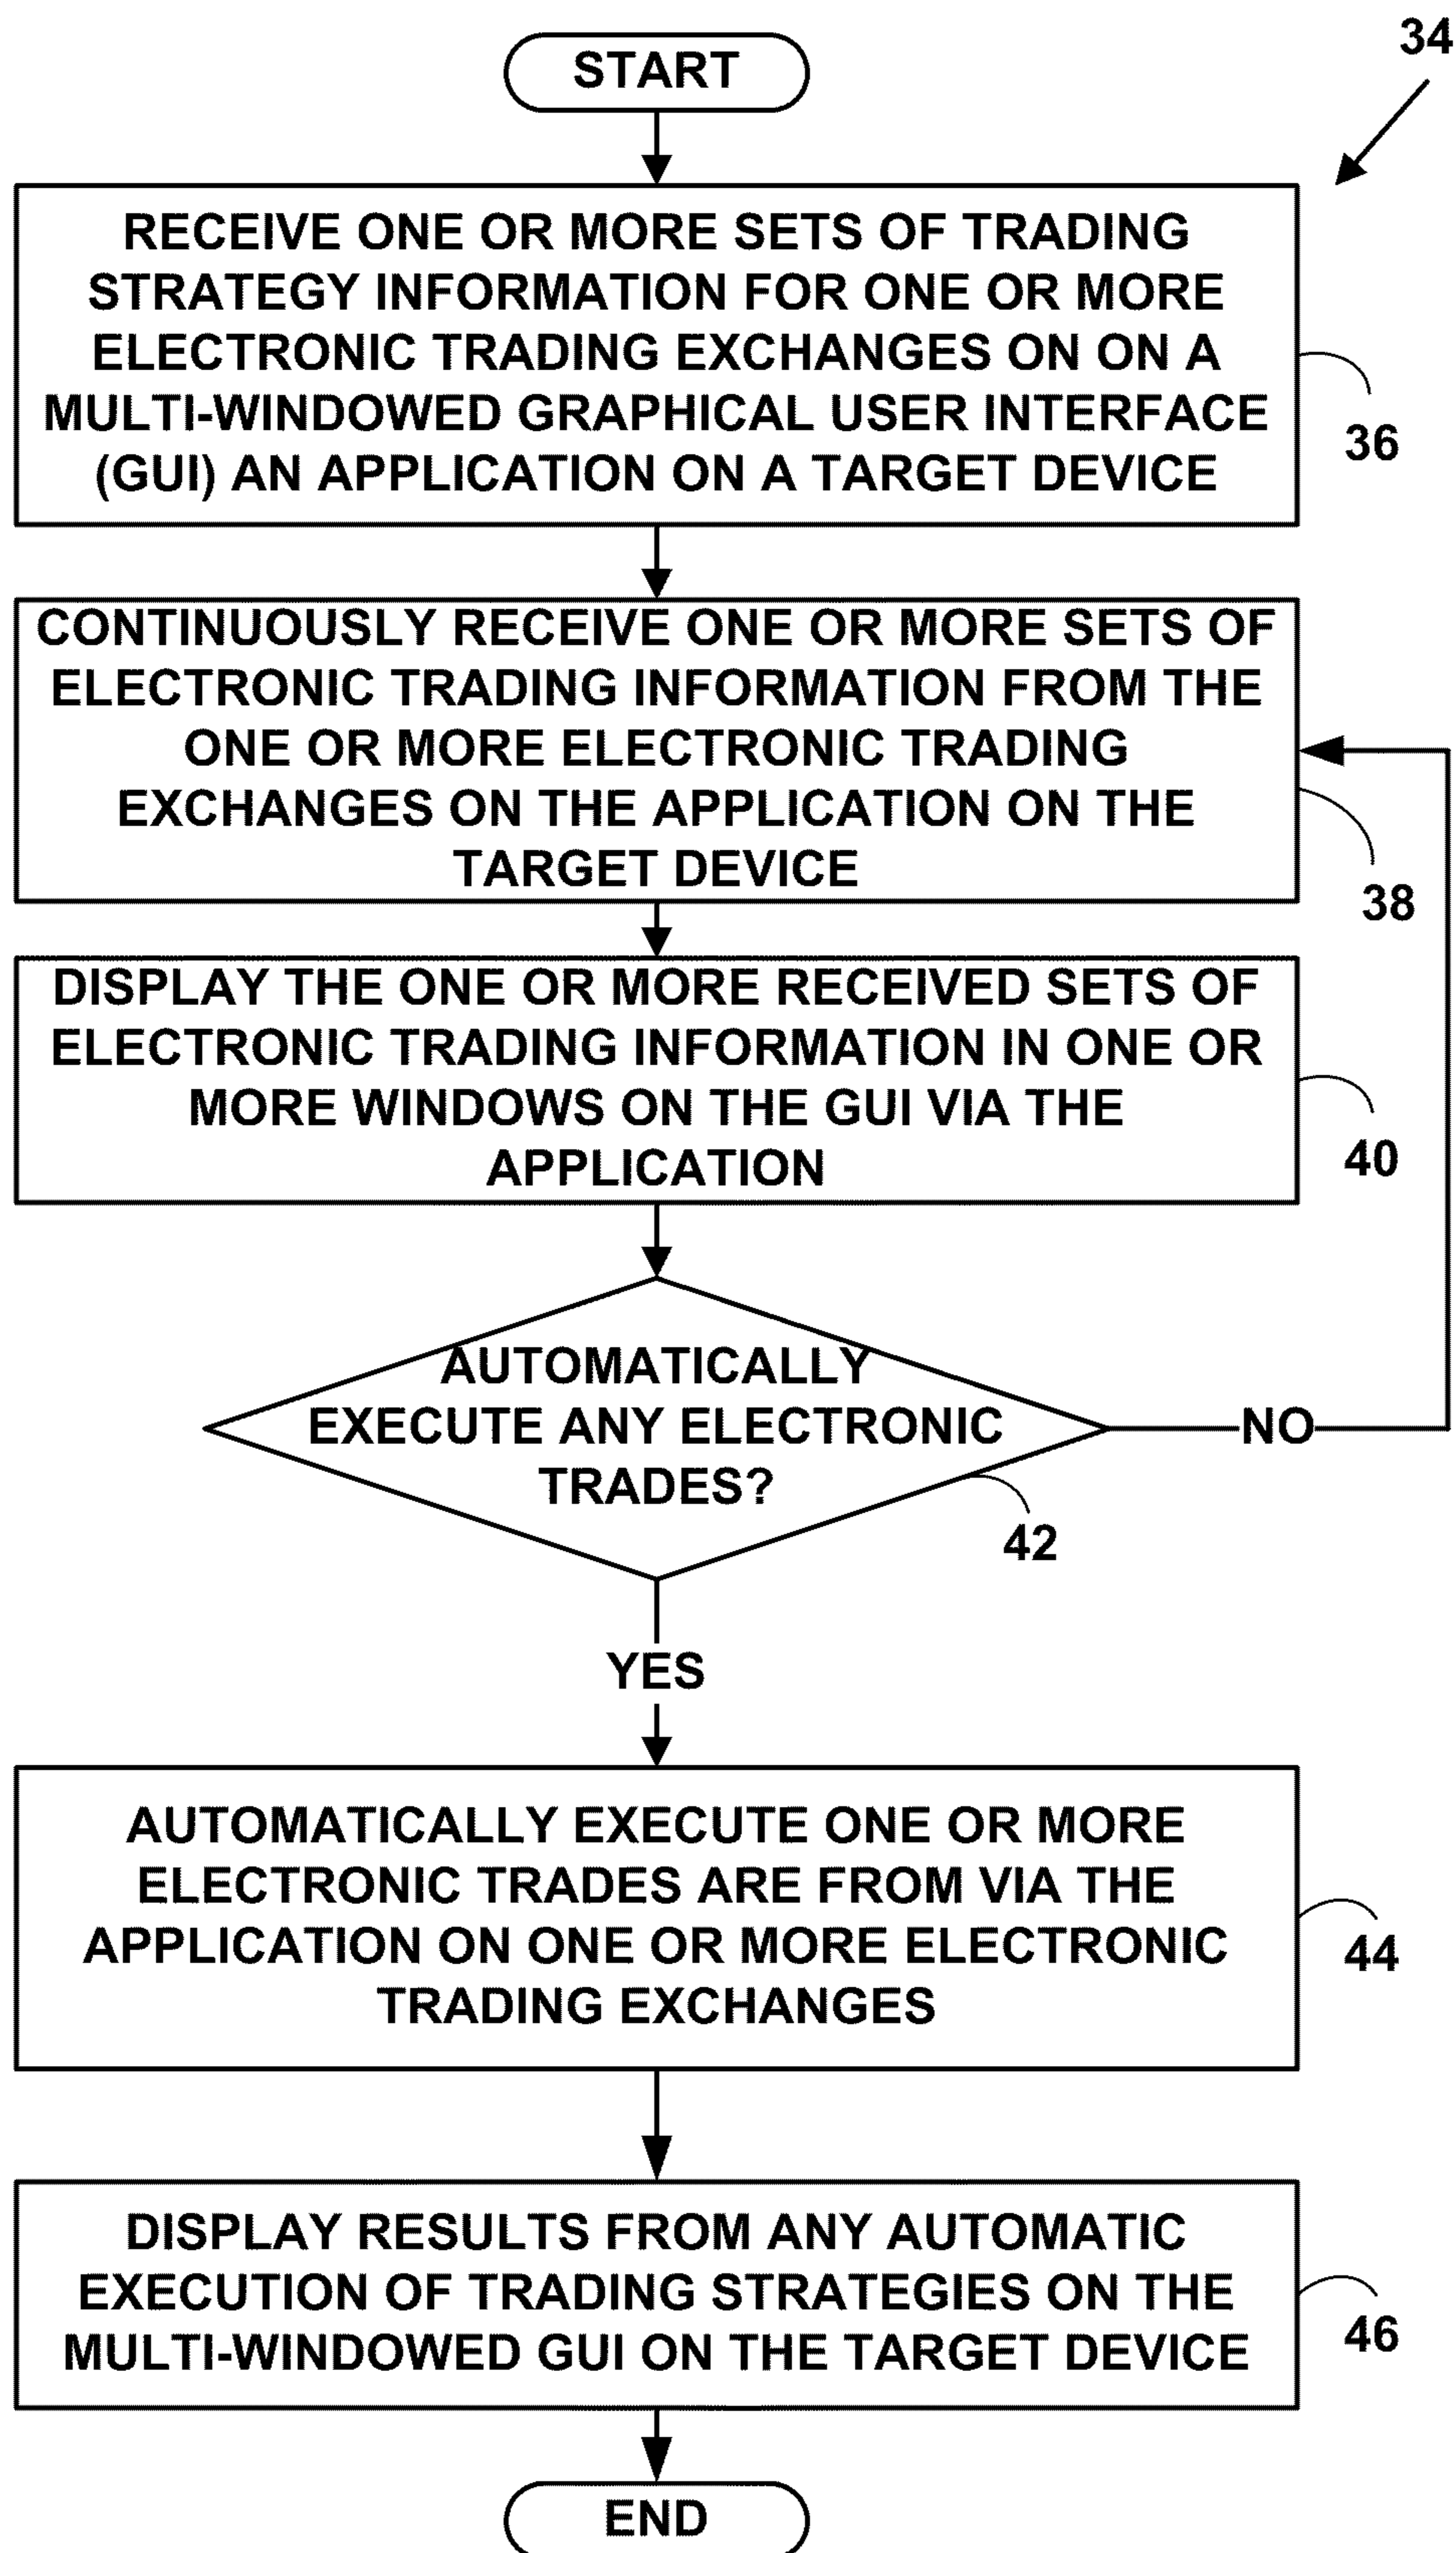 START
34
RECEIVE ONE OR MORE SETS OF TRADING
STRATEGY INFORMATION FOR ONE OR MORE
ELECTRONIC TRADING EXCHANGES ON ON A
MULTI-WINDOWED GRAPHICAL USER INTERFACE
(GUI) AN APPLICATION ON A TARGET DEVICE
36
CONTINUOUSLY RECEIVE ONE OR MORE SETS OF
ELECTRONIC TRADING INFORMATION FROM THE
ONE OR MORE ELECTRONIC TRADING
EXCHANGES ON THE APPLICATION ON THE
TARGET DEVICE
38
DISPLAY THE ONE OR MORE RECEIVED SETS OF
ELECTRONIC TRADING INFORMATION IN ONE OR
MORE WINDOWS ON THE GUI VIA THE
APPLICATION
40
AUTOMATICALLY
EXECUTE ANY ELECTRONIC
TRADES?
NO
42
YES
AUTOMATICALLY EXECUTE ONE OR MORE
ELECTRONIC TRADES ARE FROM VIA THE
APPLICATION ON ONE OR MORE ELECTRONIC
TRADING EXCHANGES
44
DISPLAY RESULTS FROM ANY AUTOMATIC
EXECUTION OF TRADING STRATEGIES ON THE
MULTI-WINDOWED GUI ON THE TARGET DEVICE
46
END